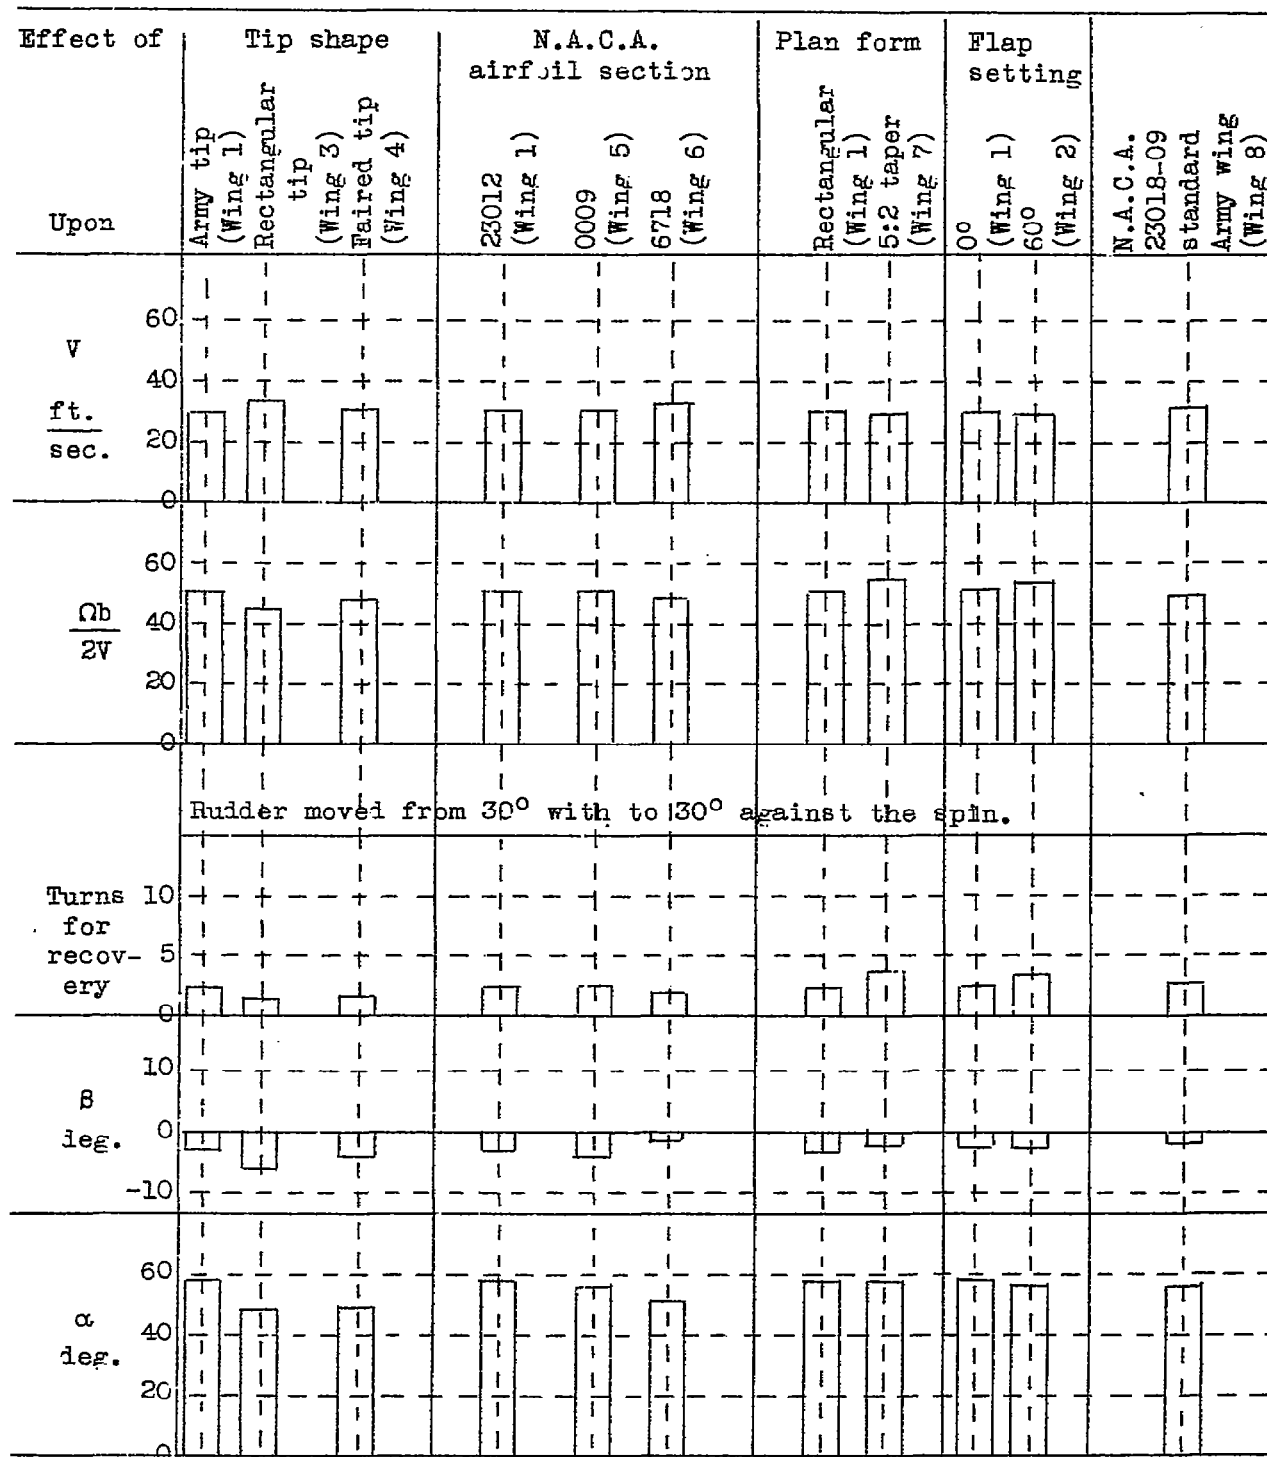 Effect of
Tip shape
N.A.C.A.
airfoil section
Plan form
Flap
setting
Upon
Army tip
(Wing 1)
Rectangular
tip
(Wing 3)
Faired tip
(Wing 4)
23012
(Wing 1)
0009
(Wing 5)
6718
(Wing 6)
Rectangular
(Wing 1)
5:2 taper
(Wing 7)
0°
(Wing 1)
60°
(Wing 2)
N.A.C.A.
23018-09
standard
Army wing
(Wing 8)
V
ft.
sec.
60
40
20
0
Ωb
2V
60
40
20
0
Rudder moved from 30° with to 30° against the spin.
Turns
for
recov-
ery
10
5
0
β
deg.
10
0
-10
α
deg.
60
40
20
0